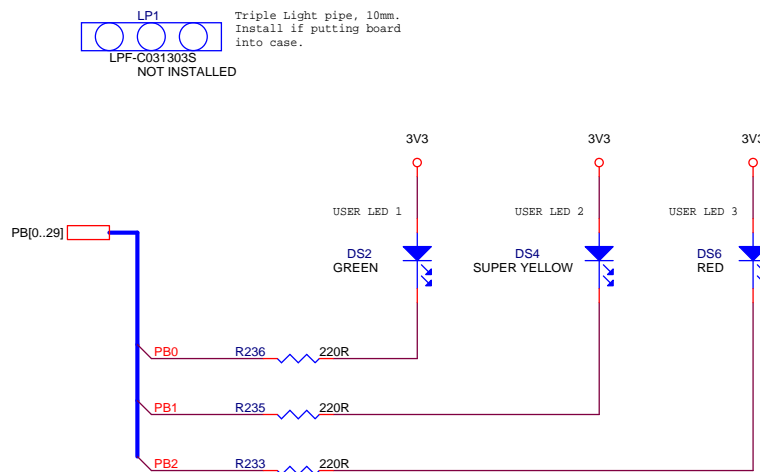 LP1
Triple Light pipe, 10mm.
Install if putting board
into case.
LPF-C031303S
NOT INSTALLED
3V3 3V3 3V3
USER LED 1 USER LED 2 USER LED 3
PB[0..29]
DS2 DS4 DS6
GREEN SUPER YELLOW RED
PB0 R236 220R
PB1 R235 220R
PB2 R233 220R